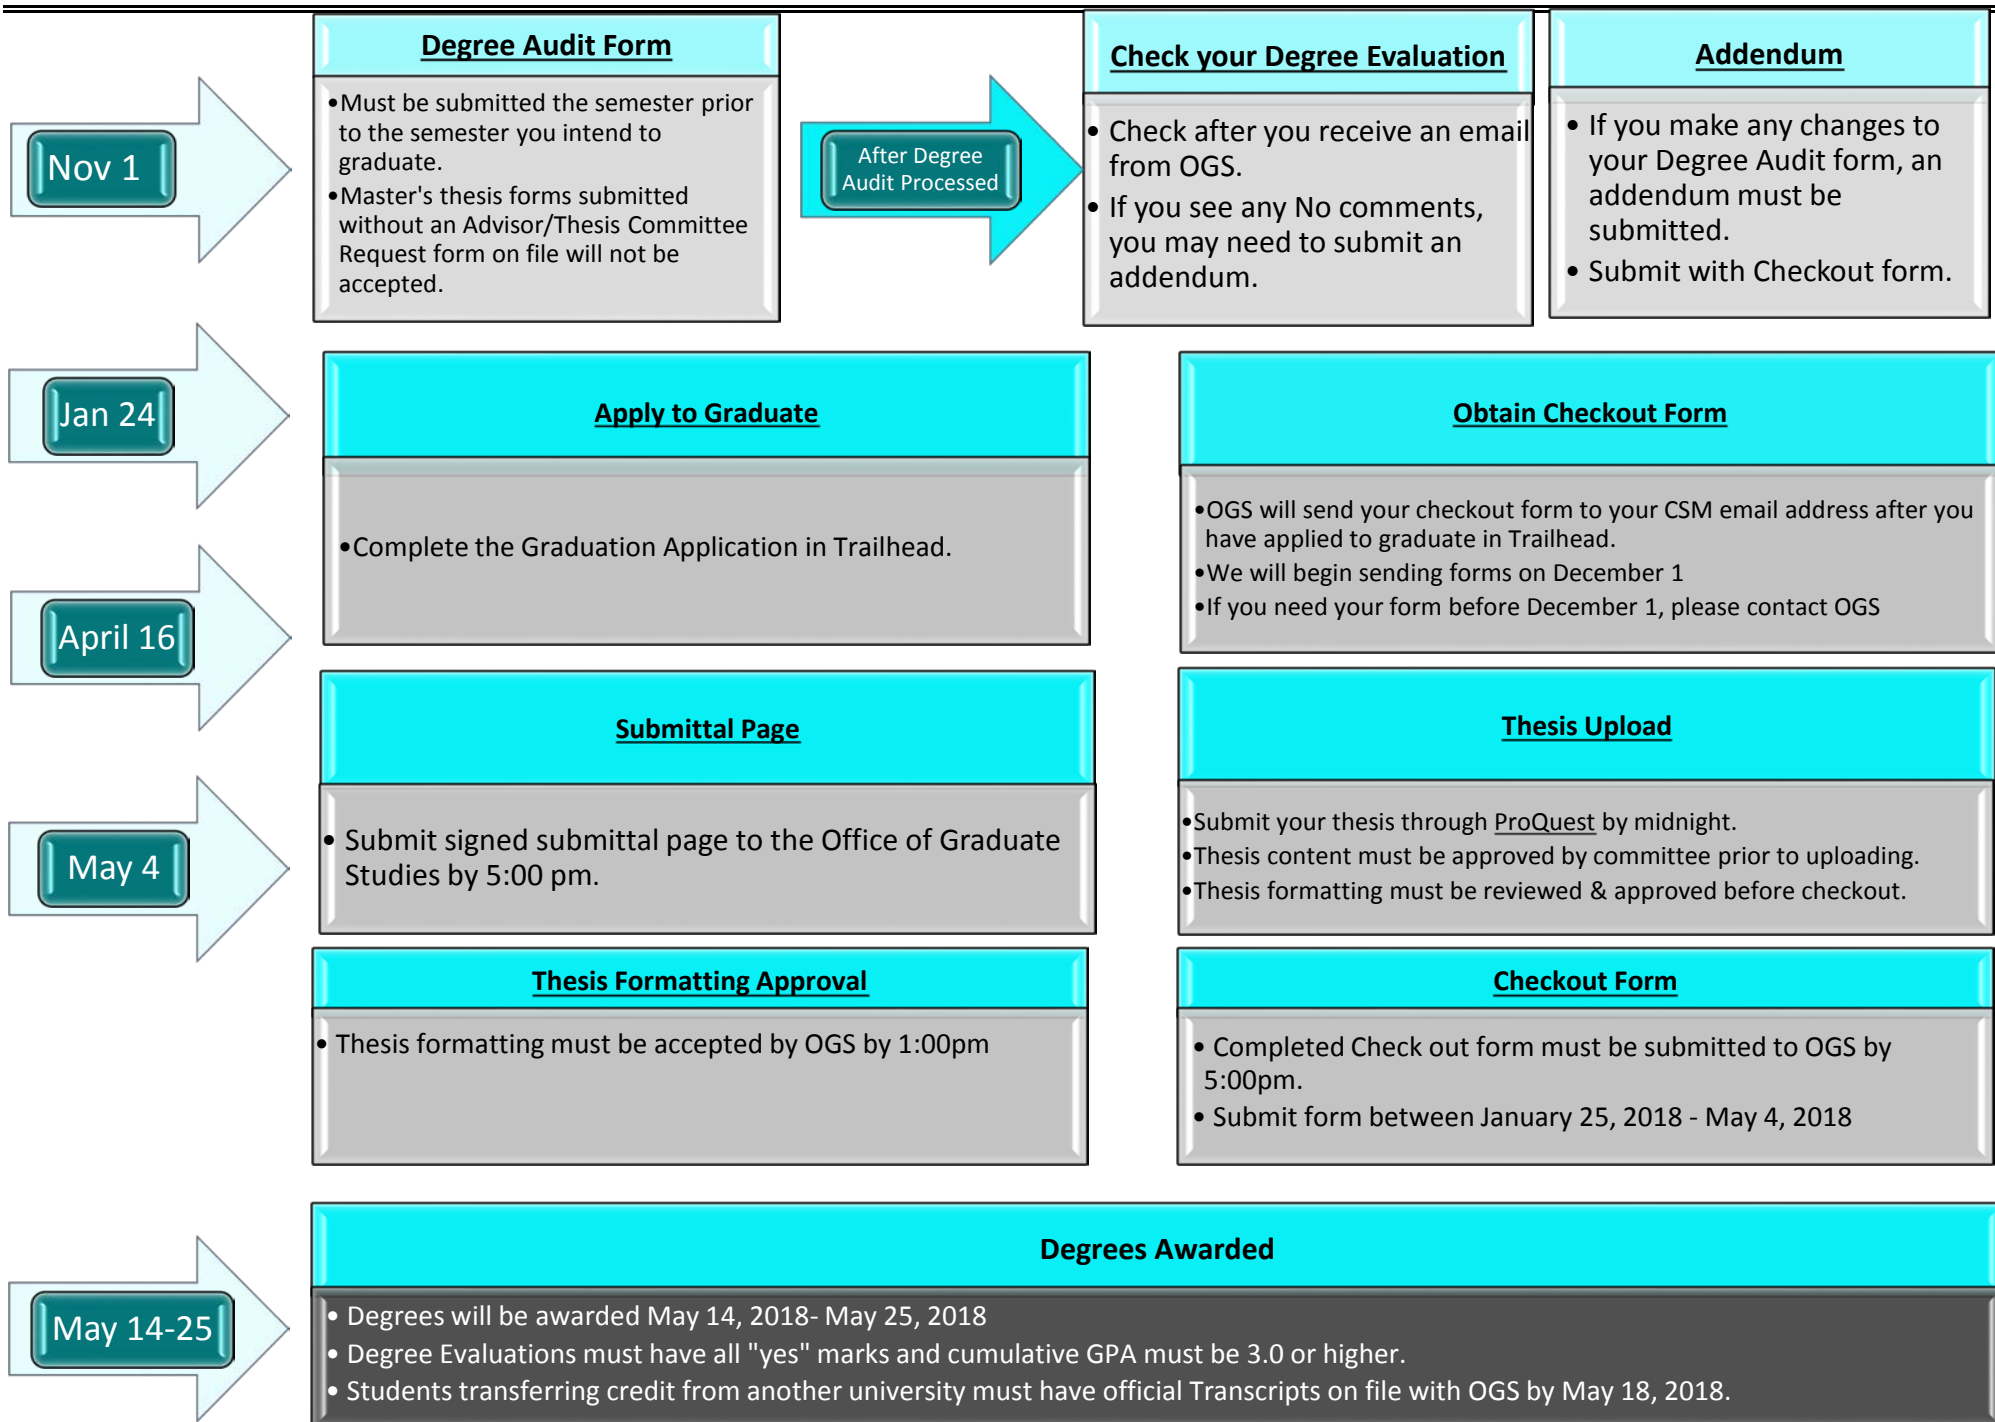 Nov 1
Degree Audit Form
•Must be submitted the semester prior
to the semester you intend to
graduate.
•Master's thesis forms submitted
without an Advisor/Thesis Committee
Request form on file will not be
accepted.
After Degree
Audit Processed
Check your Degree Evaluation
• Check after you receive an email
from OGS.
• If you see any No comments,
you may need to submit an
addendum.
Addendum
• If you make any changes to
your Degree Audit form, an
addendum must be
submitted.
• Submit with Checkout form.
Jan 24
Apply to Graduate
•Complete the Graduation Application in Trailhead.
Obtain Checkout Form
•OGS will send your checkout form to your CSM email address after you
have applied to graduate in Trailhead.
•We will begin sending forms on December 1
•If you need your form before December 1, please contact OGS
April 16
Submittal Page
• Submit signed submittal page to the Office of Graduate
Studies by 5:00 pm.
Thesis Upload
•Submit your thesis through ProQuest by midnight.
•Thesis content must be approved by committee prior to uploading.
•Thesis formatting must be reviewed & approved before checkout.
May 4
Thesis Formatting Approval
• Thesis formatting must be accepted by OGS by 1:00pm
Checkout Form
• Completed Check out form must be submitted to OGS by
5:00pm.
• Submit form between January 25, 2018 - May 4, 2018
May 14-25
Degrees Awarded
• Degrees will be awarded May 14, 2018- May 25, 2018
• Degree Evaluations must have all "yes" marks and cumulative GPA must be 3.0 or higher.
• Students transferring credit from another university must have official Transcripts on file with OGS by May 18, 2018.